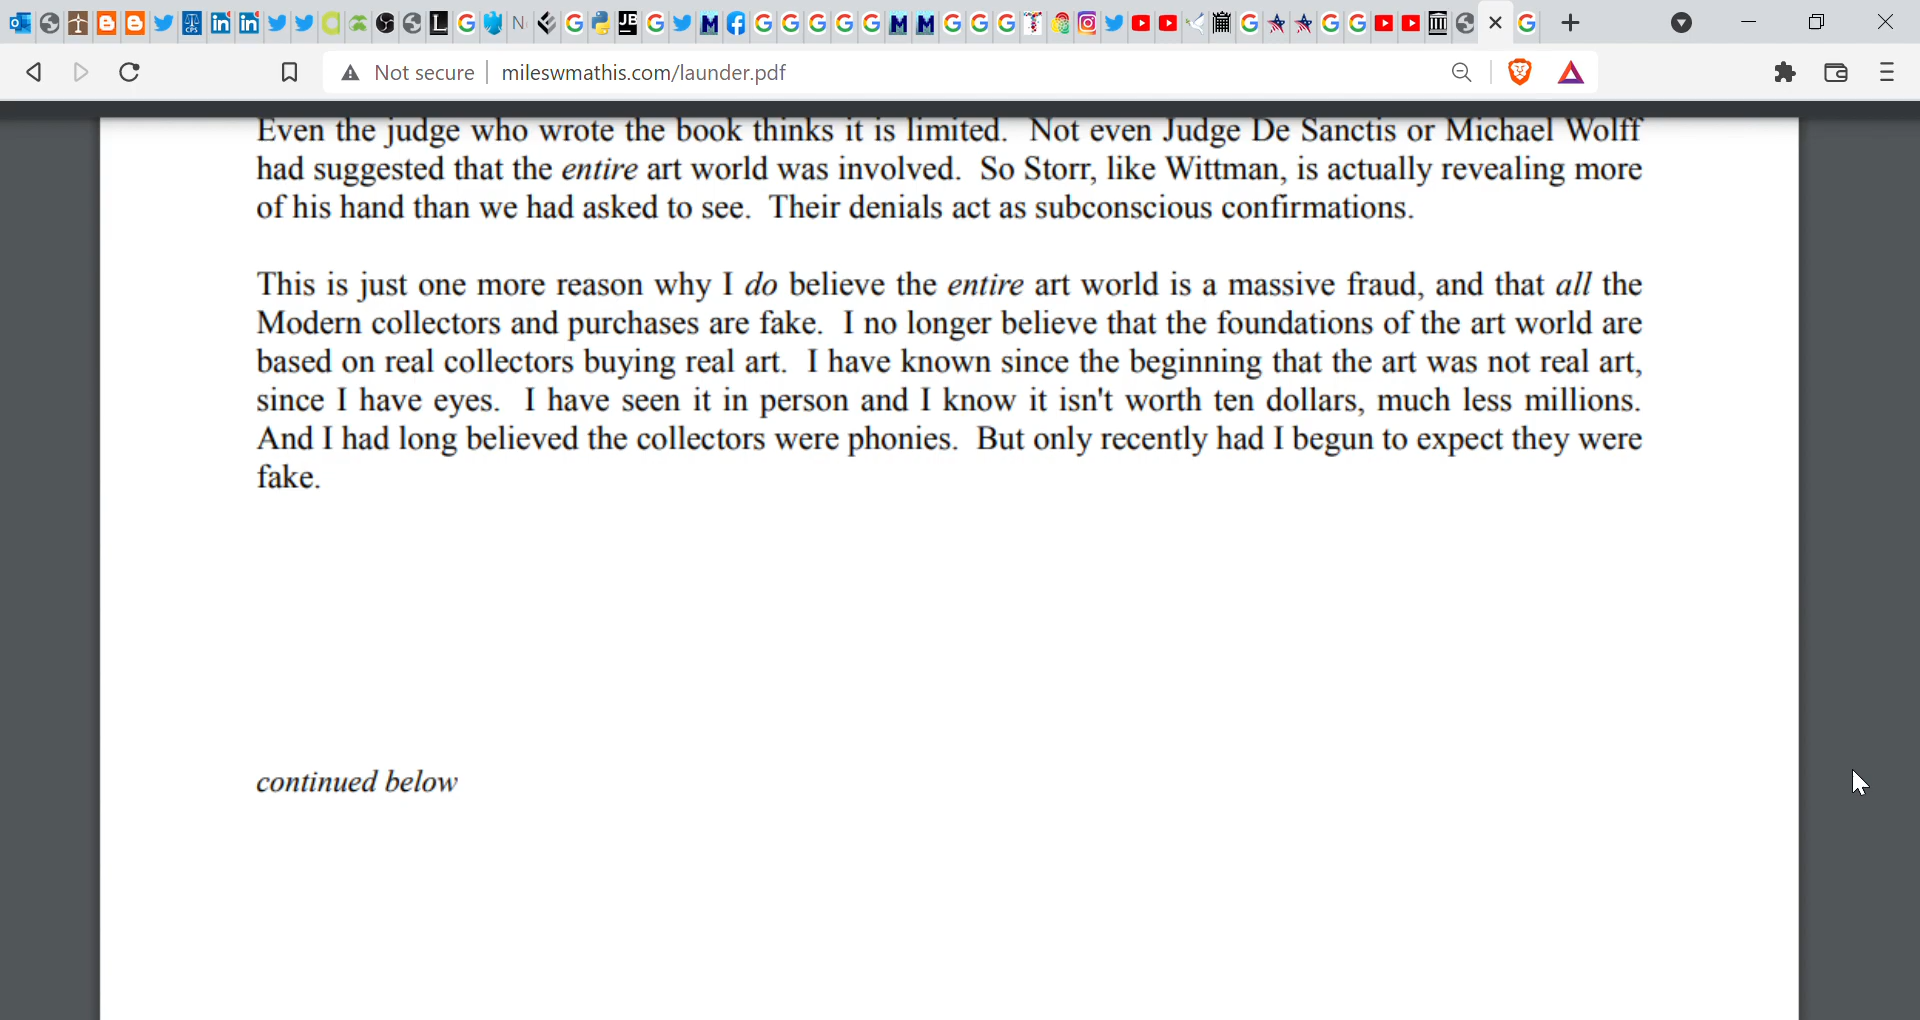 Not secure mileswmathis.com/launder.pdf
Even the judge who wrote the book thinks it is limited. Not even Judge De Sanctis or Michael Wolff
had suggested that the entire art world was involved. So Storr, like Wittman, is actually revealing more
of his hand than we had asked to see. Their denials act as subconscious confirmations.
This is just one more reason why I do believe the entire art world is a massive fraud, and that all the
Modern collectors and purchases are fake. I no longer believe that the foundations of the art world are
based on real collectors buying real art. I have known since the beginning that the art was not real art,
since I have eyes. I have seen it in person and I know it isn't worth ten dollars, much less millions.
And I had long believed the collectors were phonies. But only recently had I begun to expect they were
fake.
continued below